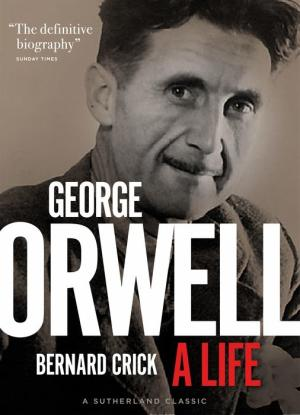 “The definitive
biography”
SUNDAY TIMES
GEORGE
ORWELL
BERNARD CRICK A LIFE
A SUTHERLAND CLASSIC